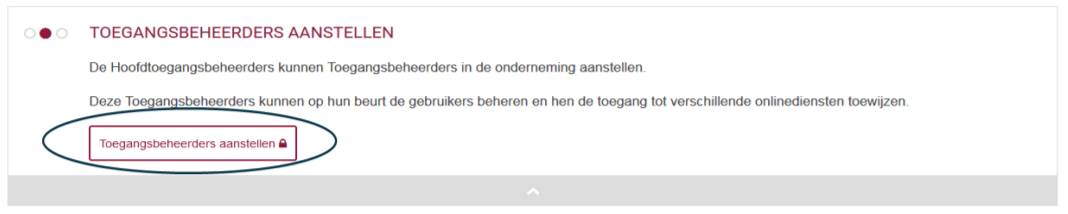 TOEGANGSBEHEERDERS AANSTELLEN
De Hoofdtoegangsbeheerders kunnen Toegangsbeheerders in de onderneming aanstellen.
Deze Toegangsbeheerders kunnen op hun beurt de gebruikers beheren en hen de toegang tot verschillende onlinediensten toewijzen.
Toegangsbeheerders aanstellen